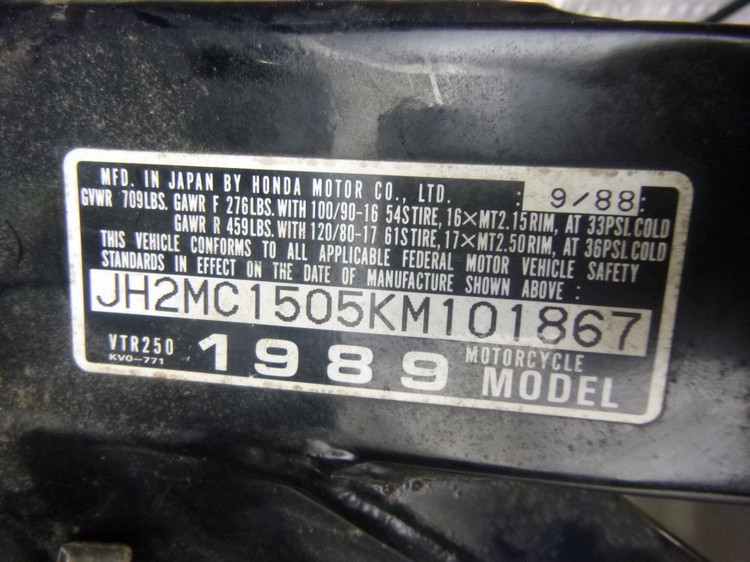 MFD. IN JAPAN BY HONDA MOTOR CO., LTD. : 9/88:
GVWR 709LBS. GAWR F 276LBS. WITH 100/90-16 54S TIRE, 16×MT2.15 RIM, AT 33PSI.COLD
GAWR R 459LBS. WITH 120/80-17 61S TIRE, 17×MT2.50 RIM, AT 36PSI.COLD
THIS VEHICLE CONFORMS TO ALL APPLICABLE FEDERAL MOTOR VEHICLE SAFETY
STANDARDS IN EFFECT ON THE DATE OF MANUFACTURE SHOWN ABOVE :
JH2MC1505KM101867
VTR250 1989 MOTORCYCLE
KV0-771 MODEL